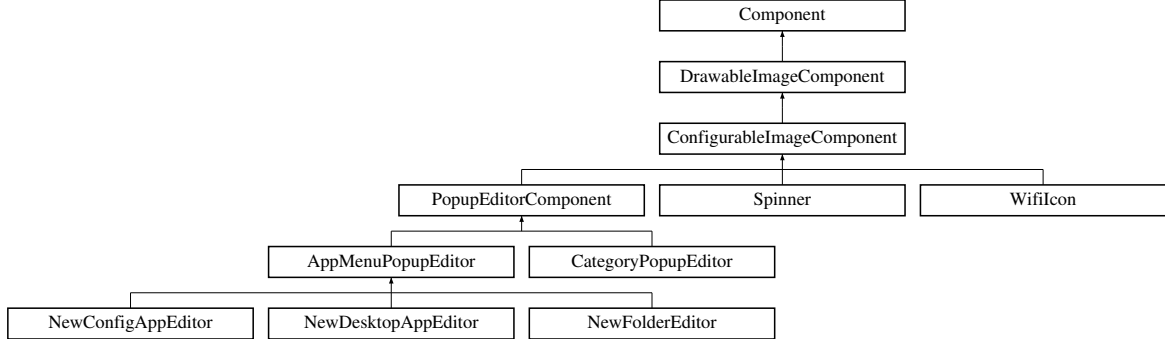 Component
DrawableImageComponent
ConfigurableImageComponent
PopupEditorComponent
Spinner
WifiIcon
AppMenuPopupEditor
CategoryPopupEditor
NewConfigAppEditor
NewDesktopAppEditor
NewFolderEditor